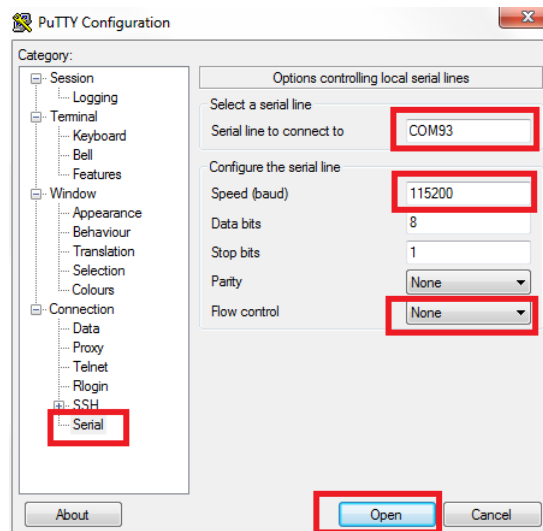 PuTTY Configuration
Category:
Session
Logging
Terminal
Keyboard
Bell
Features
Window
Appearance
Behaviour
Translation
Selection
Colours
Connection
Data
Proxy
Telnet
Rlogin
SSH
Serial
Options controlling local serial lines
Select a serial line
Serial line to connect to COM93
Configure the serial line
Speed (baud) 115200
Data bits 8
Stop bits 1
Parity None
Flow control None
About Open Cancel